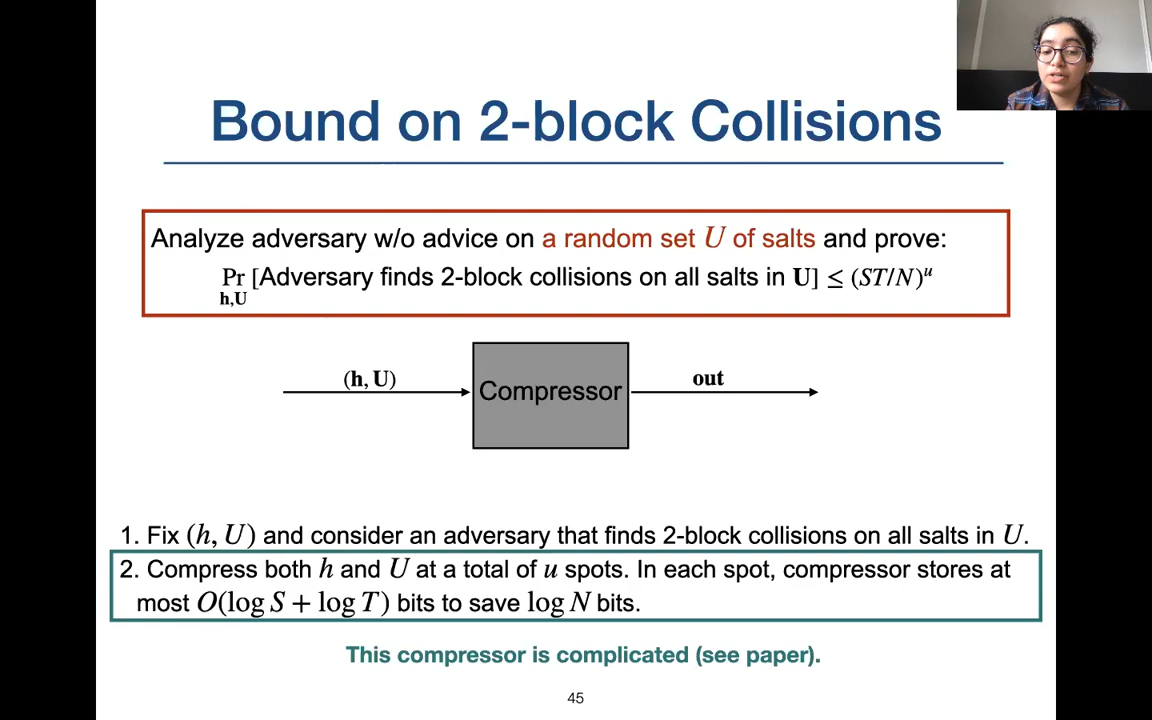 Bound on 2-block Collisions
Analyze adversary w/o advice on a random set U of salts and prove:
Pr [Adversary finds 2-block collisions on all salts in U] ≤ (ST/N)ᵘ
h,U
(h, U)
Compressor
out
1. Fix (h, U) and consider an adversary that finds 2-block collisions on all salts in U.
2. Compress both h and U at a total of u spots. In each spot, compressor stores at
most O(log S + log T) bits to save log N bits.
This compressor is complicated (see paper).
45